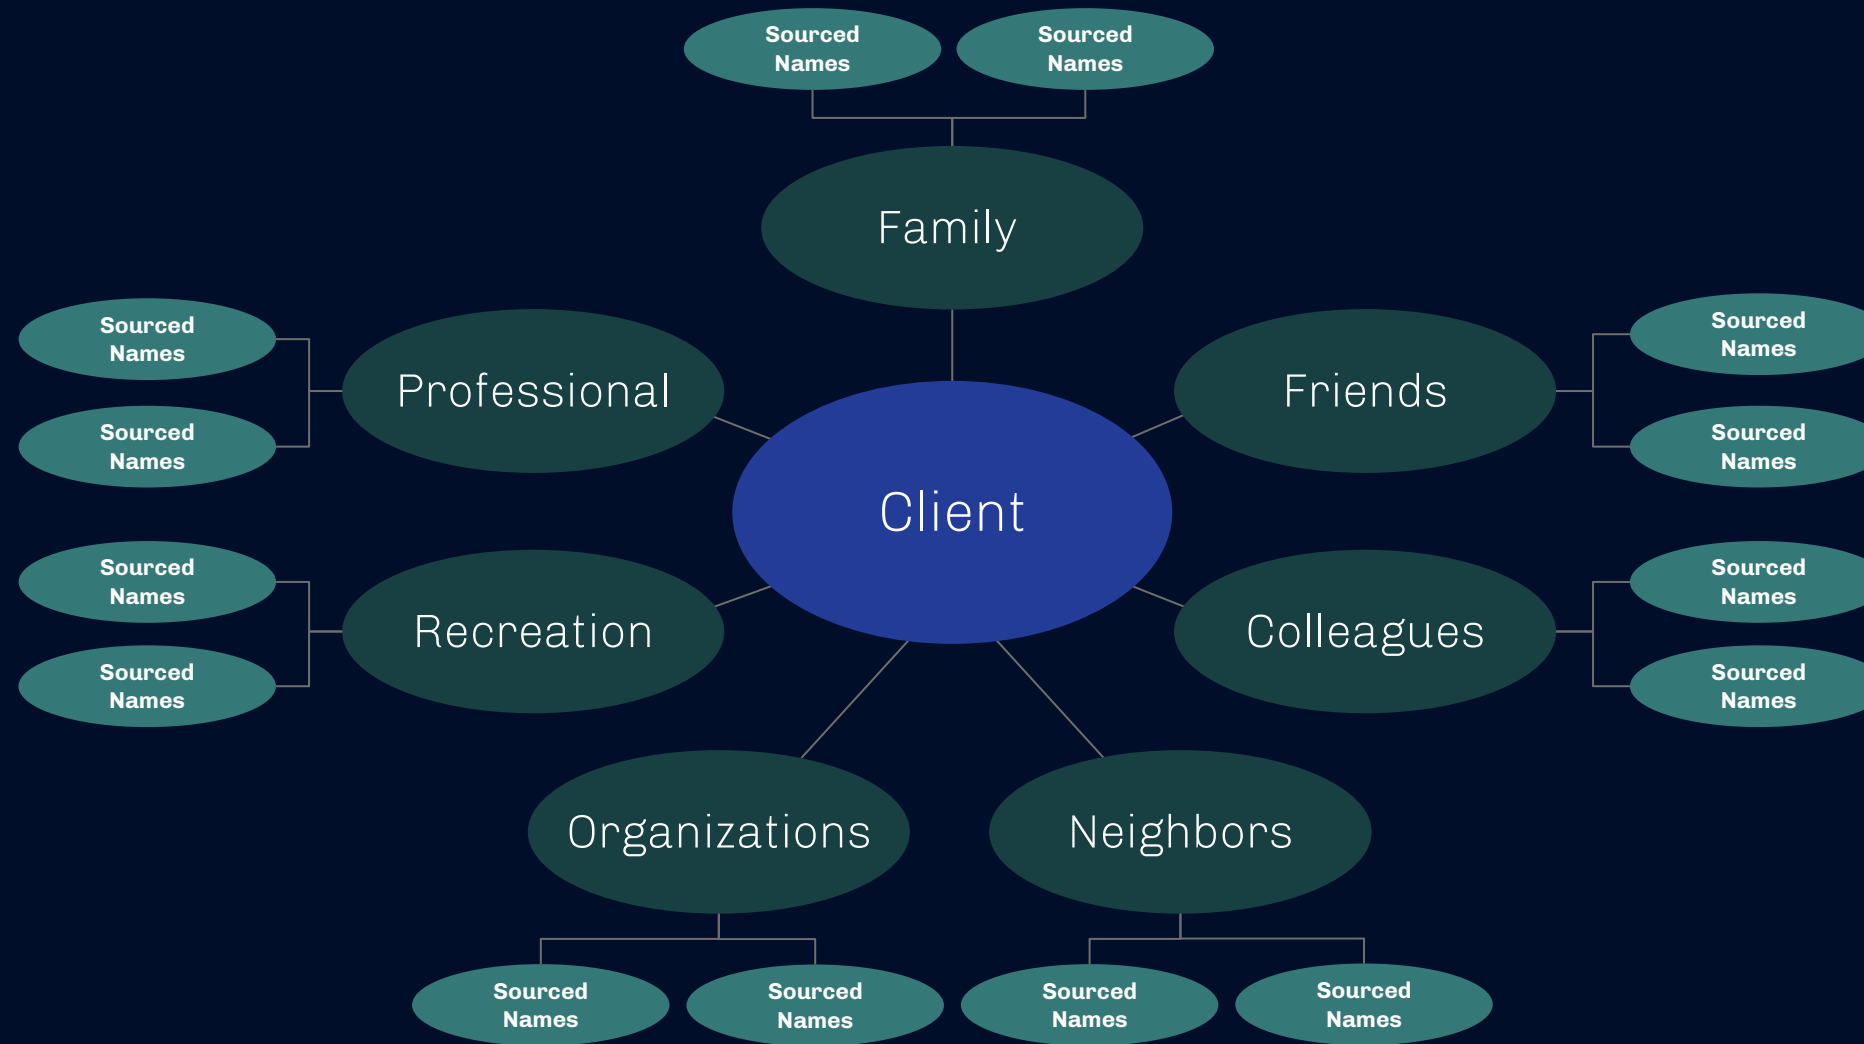 Sourced
Names
Sourced
Names
Family
Sourced
Names
Sourced
Names
Professional
Friends
Sourced
Names
Sourced
Names
Client
Sourced
Names
Sourced
Names
Recreation
Colleagues
Sourced
Names
Sourced
Names
Organizations
Neighbors
Sourced
Names
Sourced
Names
Sourced
Names
Sourced
Names